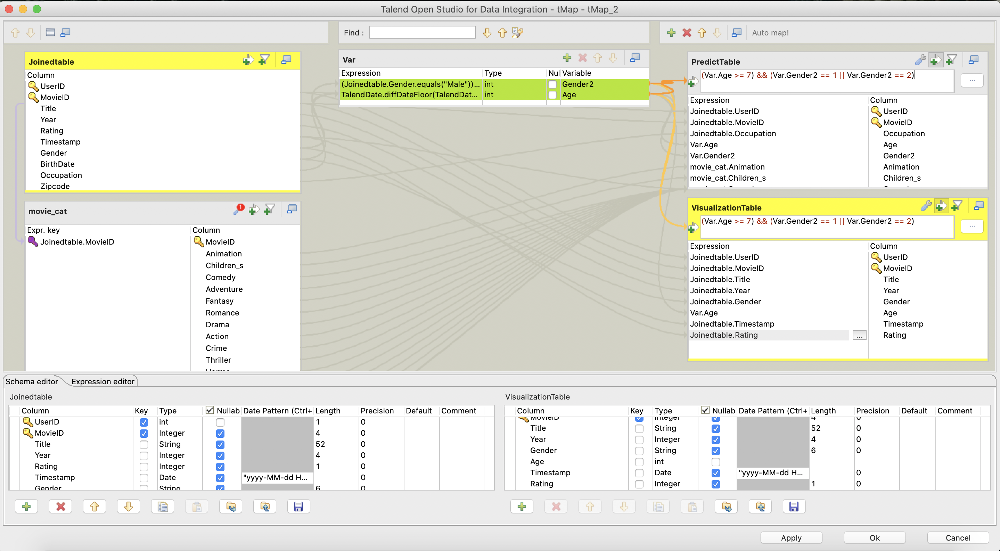 Talend Open Studio for Data Integration - tMap - tMap_2
Find :
Auto map!
Joinedtable
Column
UserID
MovieID
Title
Year
Rating
Timestamp
Gender
BirthDate
Occupation
Zipcode
movie_cat
1
Expr. key Column
Joinedtable.MovieID MovieID
Animation
Children_s
Comedy
Adventure
Fantasy
Romance
Drama
Action
Crime
Thriller
Var
Expression Type Nul Variable
(Joinedtable.Gender.equals("Male"))... int Gender2
TalendDate.diffDateFloor(TalendDat... int Age
PredictTable
(Var.Age >= 7) && (Var.Gender2 == 1 || Var.Gender2 == 2)
...
Expression Column
Joinedtable.UserID UserID
Joinedtable.MovieID MovieID
Joinedtable.Occupation Occupation
Var.Age Age
Var.Gender2 Gender2
movie_cat.Animation Animation
movie_cat.Children_s Children_s
VisualizationTable
(Var.Age >= 7) && (Var.Gender2 == 1 || Var.Gender2 == 2)
...
Expression Column
Joinedtable.UserID UserID
Joinedtable.MovieID MovieID
Joinedtable.Title Title
Joinedtable.Year Year
Joinedtable.Gender Gender
Var.Age Age
Joinedtable.Timestamp Timestamp
Joinedtable.Rating ... Rating
Schema editor Expression editor
Joinedtable
Column Key Type Nullab Date Pattern (Ctrl+ Length Precision Default Comment
UserID int 1 0
MovieID Integer 4 0
Title String 52 0
Year Integer 4 0
Rating Integer 1 0
Timestamp Date "yyyy-MM-dd H... 0
Gender String 6 0
VisualizationTable
Column Key Type Nullab Date Pattern (Ctrl+ Length Precision Default Comment
MovieID Integer 4 0
Title String 52 0
Year Integer 4 0
Gender String 6 0
Age int
Timestamp Date "yyyy-MM-dd H... 0
Rating Integer 1 0
Apply Ok Cancel